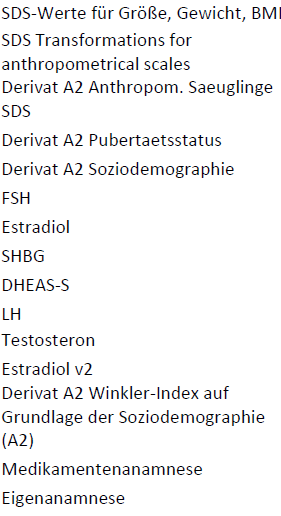 SDS-Werte für Größe, Gewicht, BMI
SDS Transformations for
anthropometrical scales
Derivat A2 Anthropom. Saeuglinge
SDS
Derivat A2 Pubertaetsstatus
Derivat A2 Soziodemographie
FSH
Estradiol
SHBG
DHEAS-S
LH
Testosteron
Estradiol v2
Derivat A2 Winkler-Index auf
Grundlage der Soziodemographie
(A2)
Medikamentenanamnese
Eigenanamnese